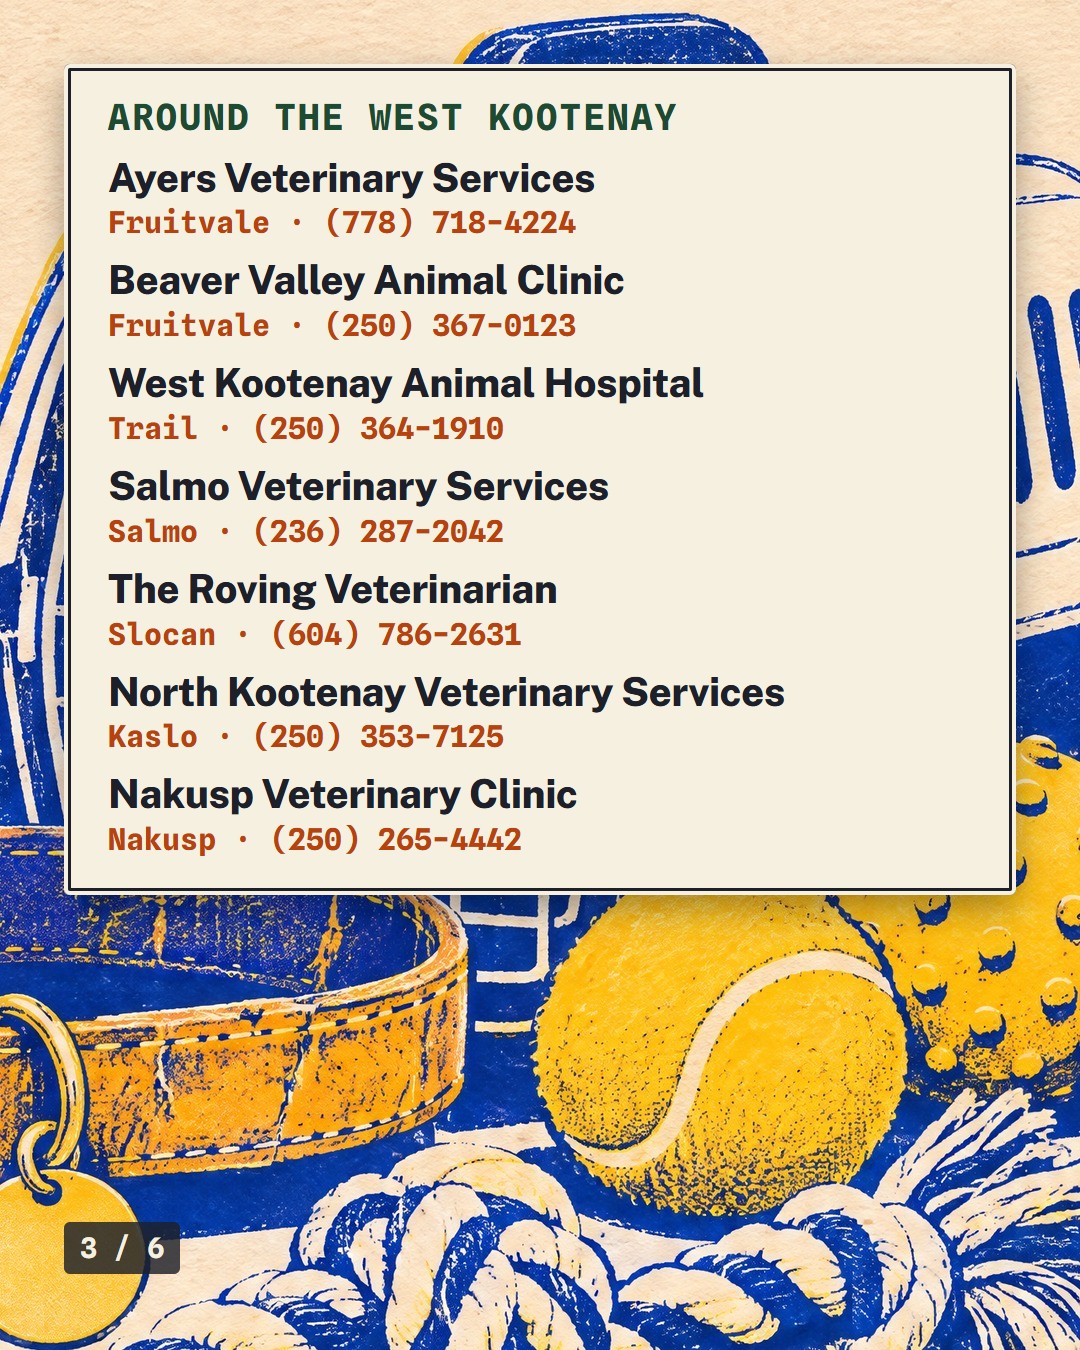 AROUND THE WEST KOOTENAY
Ayers Veterinary Services
Fruitvale · (778) 718-4224
Beaver Valley Animal Clinic
Fruitvale · (250) 367-0123
West Kootenay Animal Hospital
Trail · (250) 364-1910
Salmo Veterinary Services
Salmo · (236) 287-2042
The Roving Veterinarian
Slocan · (604) 786-2631
North Kootenay Veterinary Services
Kaslo · (250) 353-7125
Nakusp Veterinary Clinic
Nakusp · (250) 265-4442
3 / 6